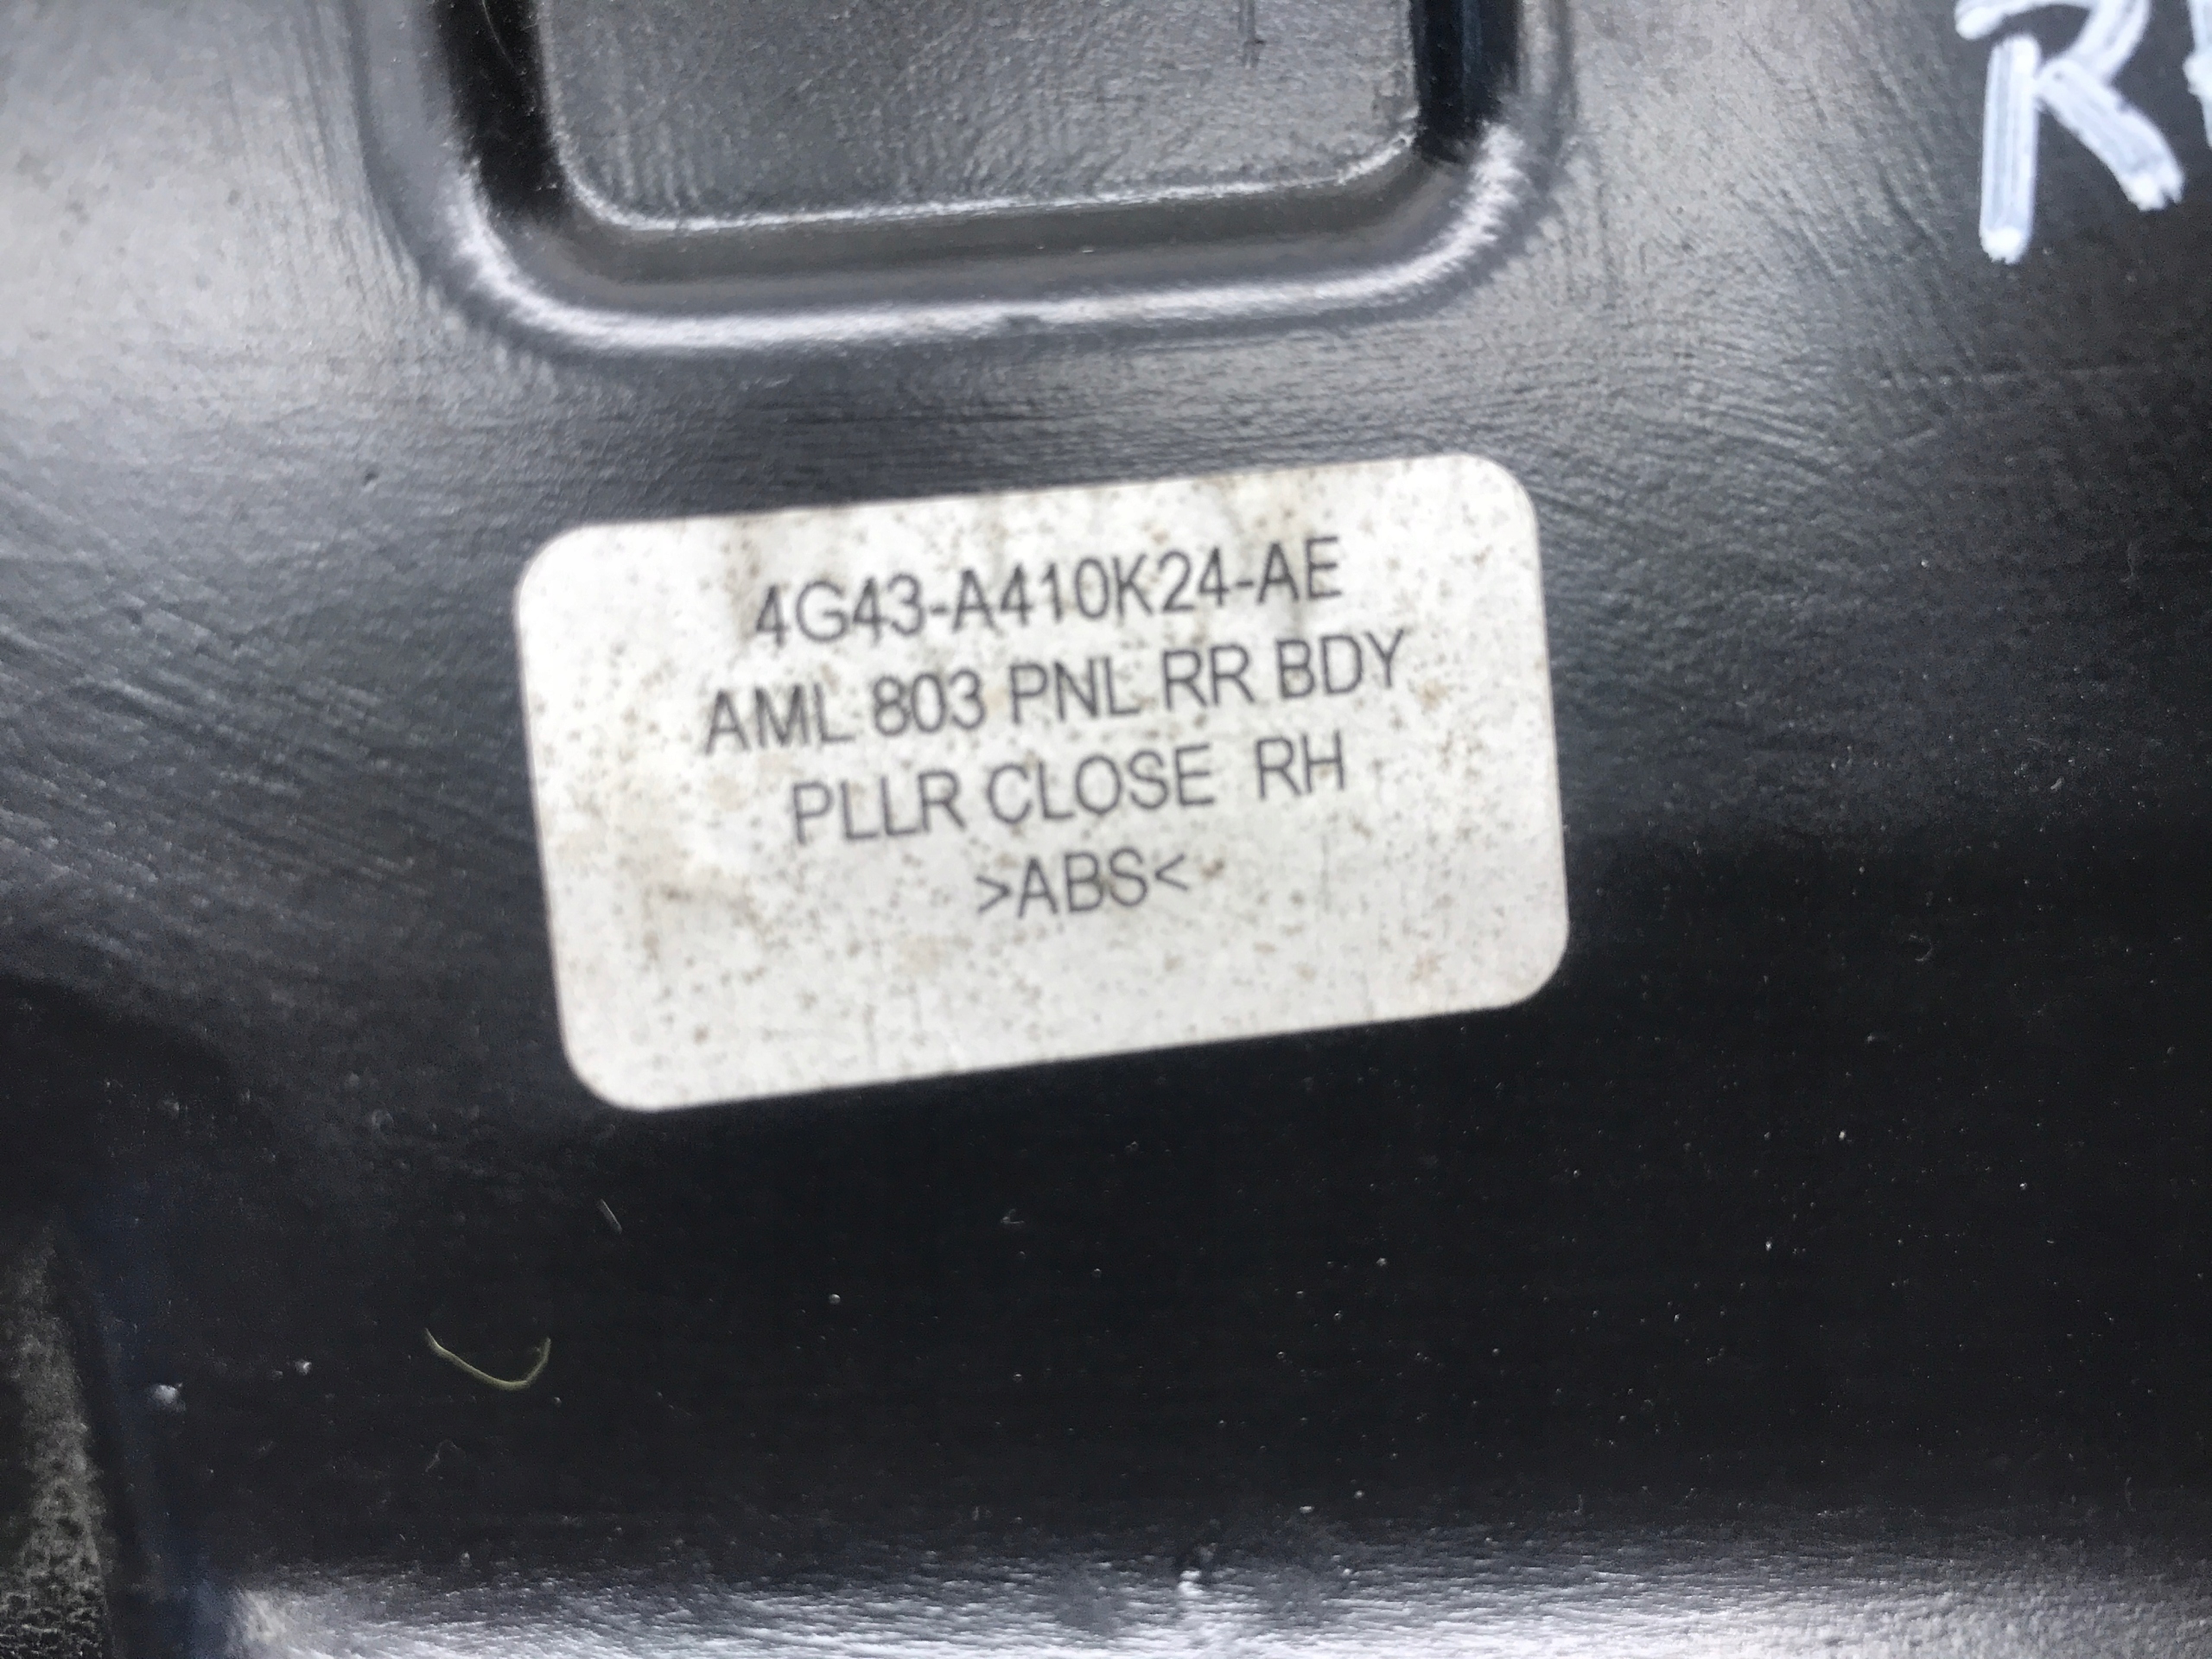 R
4G43-A410K24-AE
AML 803 PNL RR BDY
PLLR CLOSE RH
>ABS<